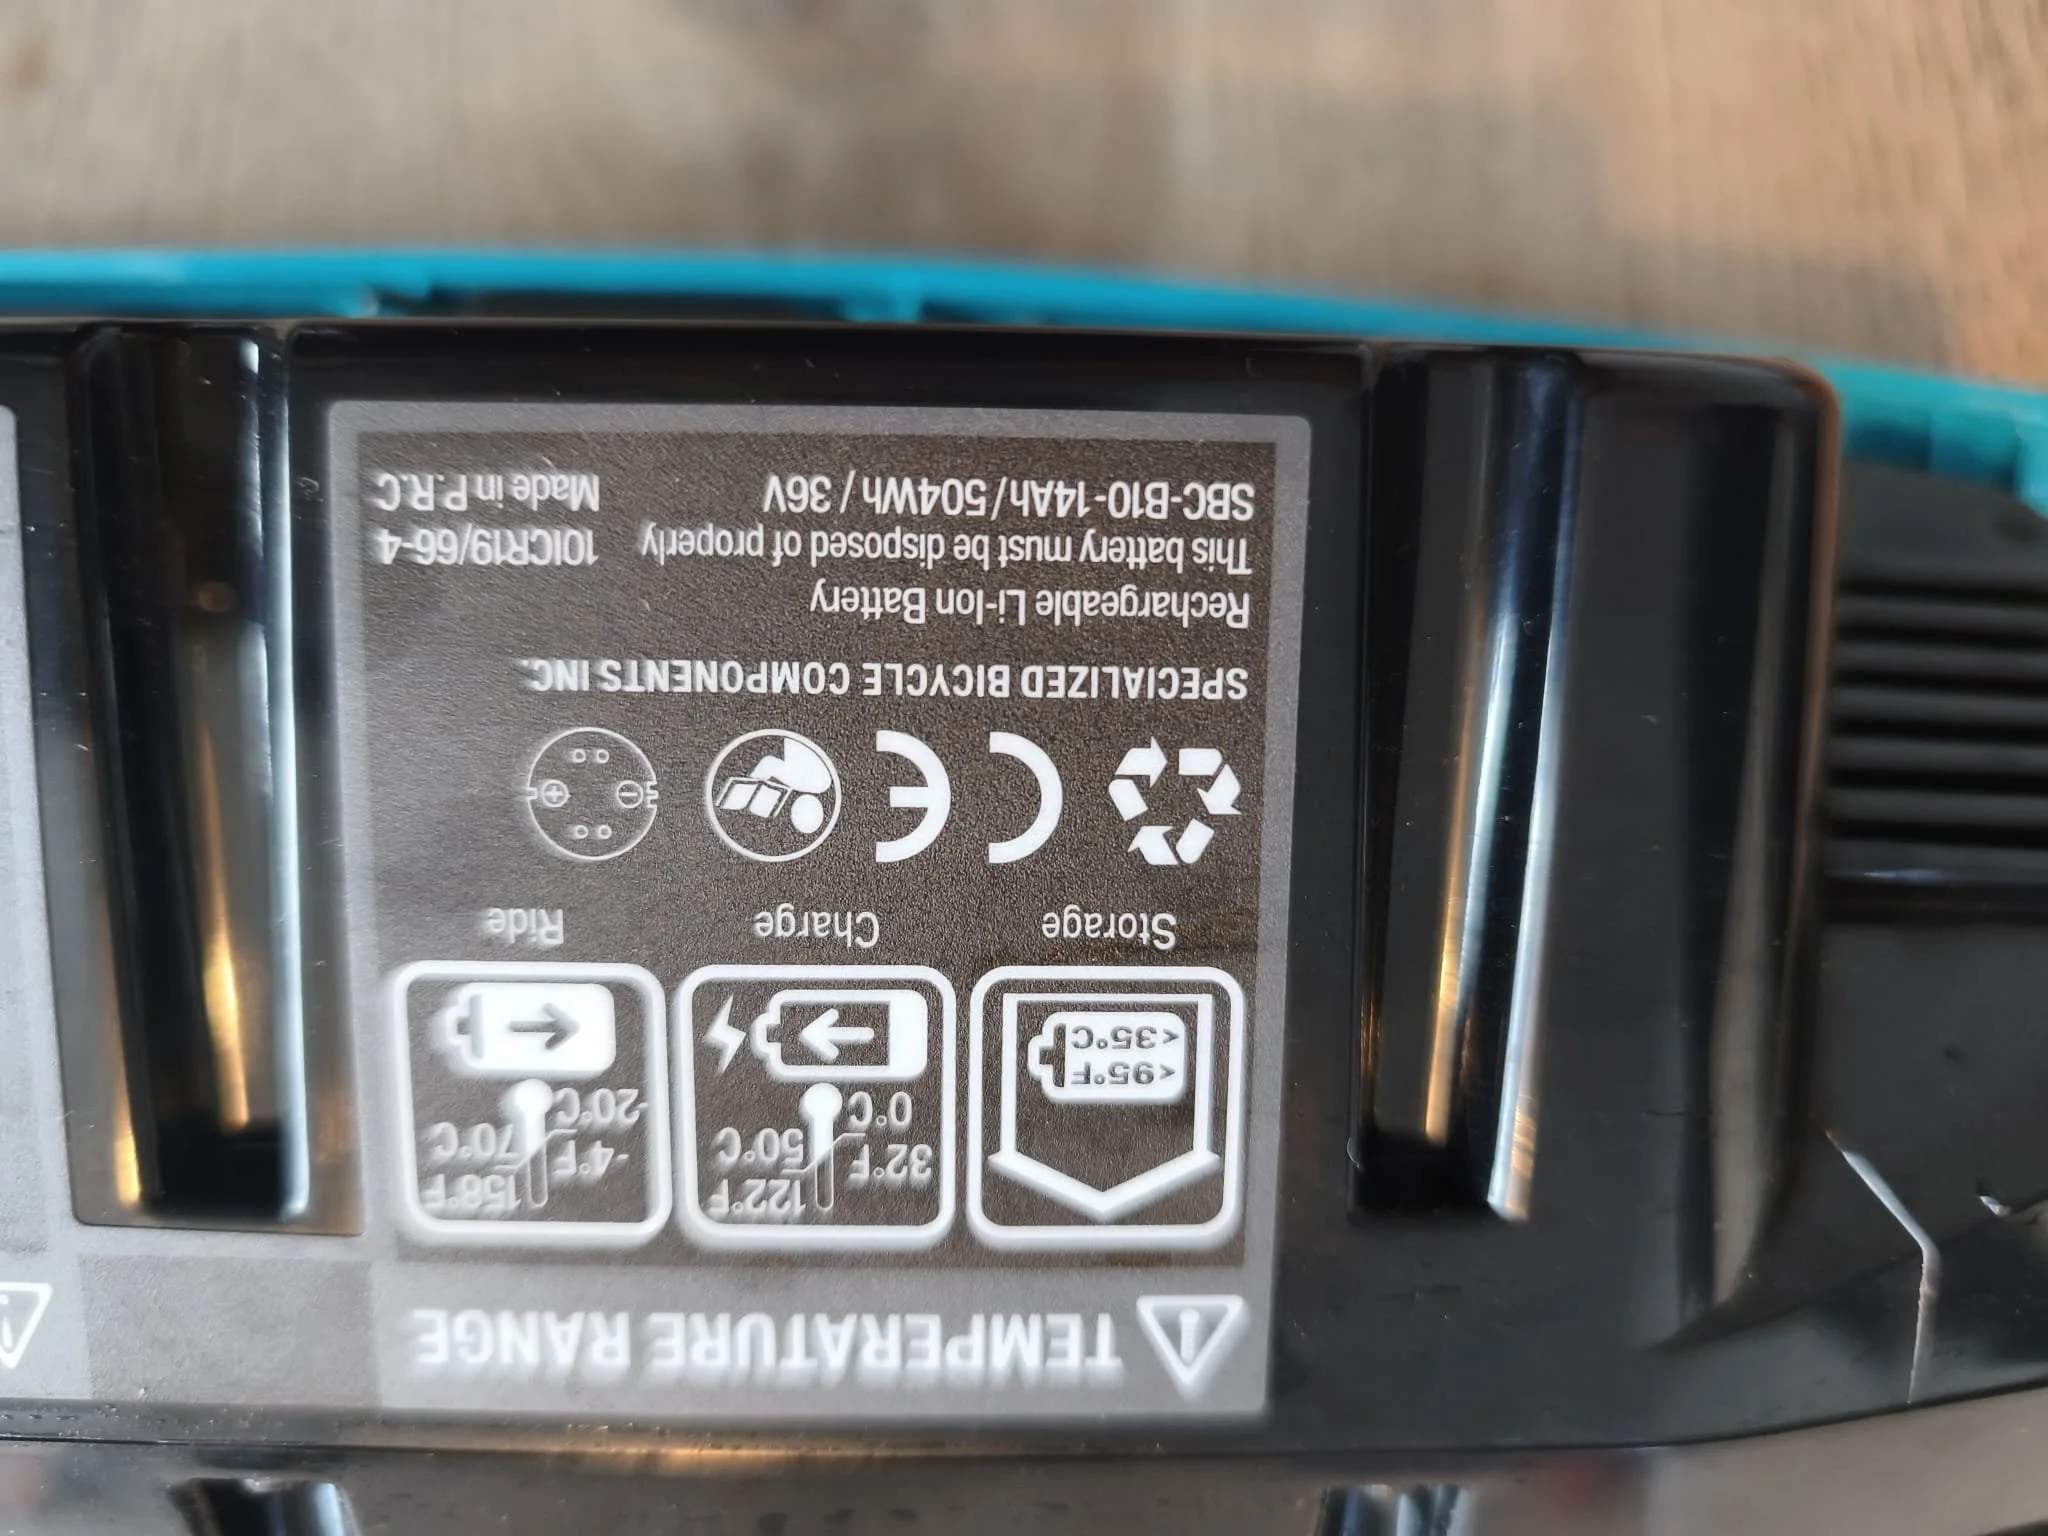 TEMPERATURE RANGE
<95°F
<35°C
32°F
0°C
122°F
50°C
-4°F
-20°C
158°F
70°C
Storage
Charge
Ride
CE
SPECIALIZED BICYCLE COMPONENTS INC.
Rechargeable Li-Ion Battery
This battery must be disposed of properly
10ICR19/66-4
SBC-B10-14Ah/504Wh / 36V
Made in P.R.C